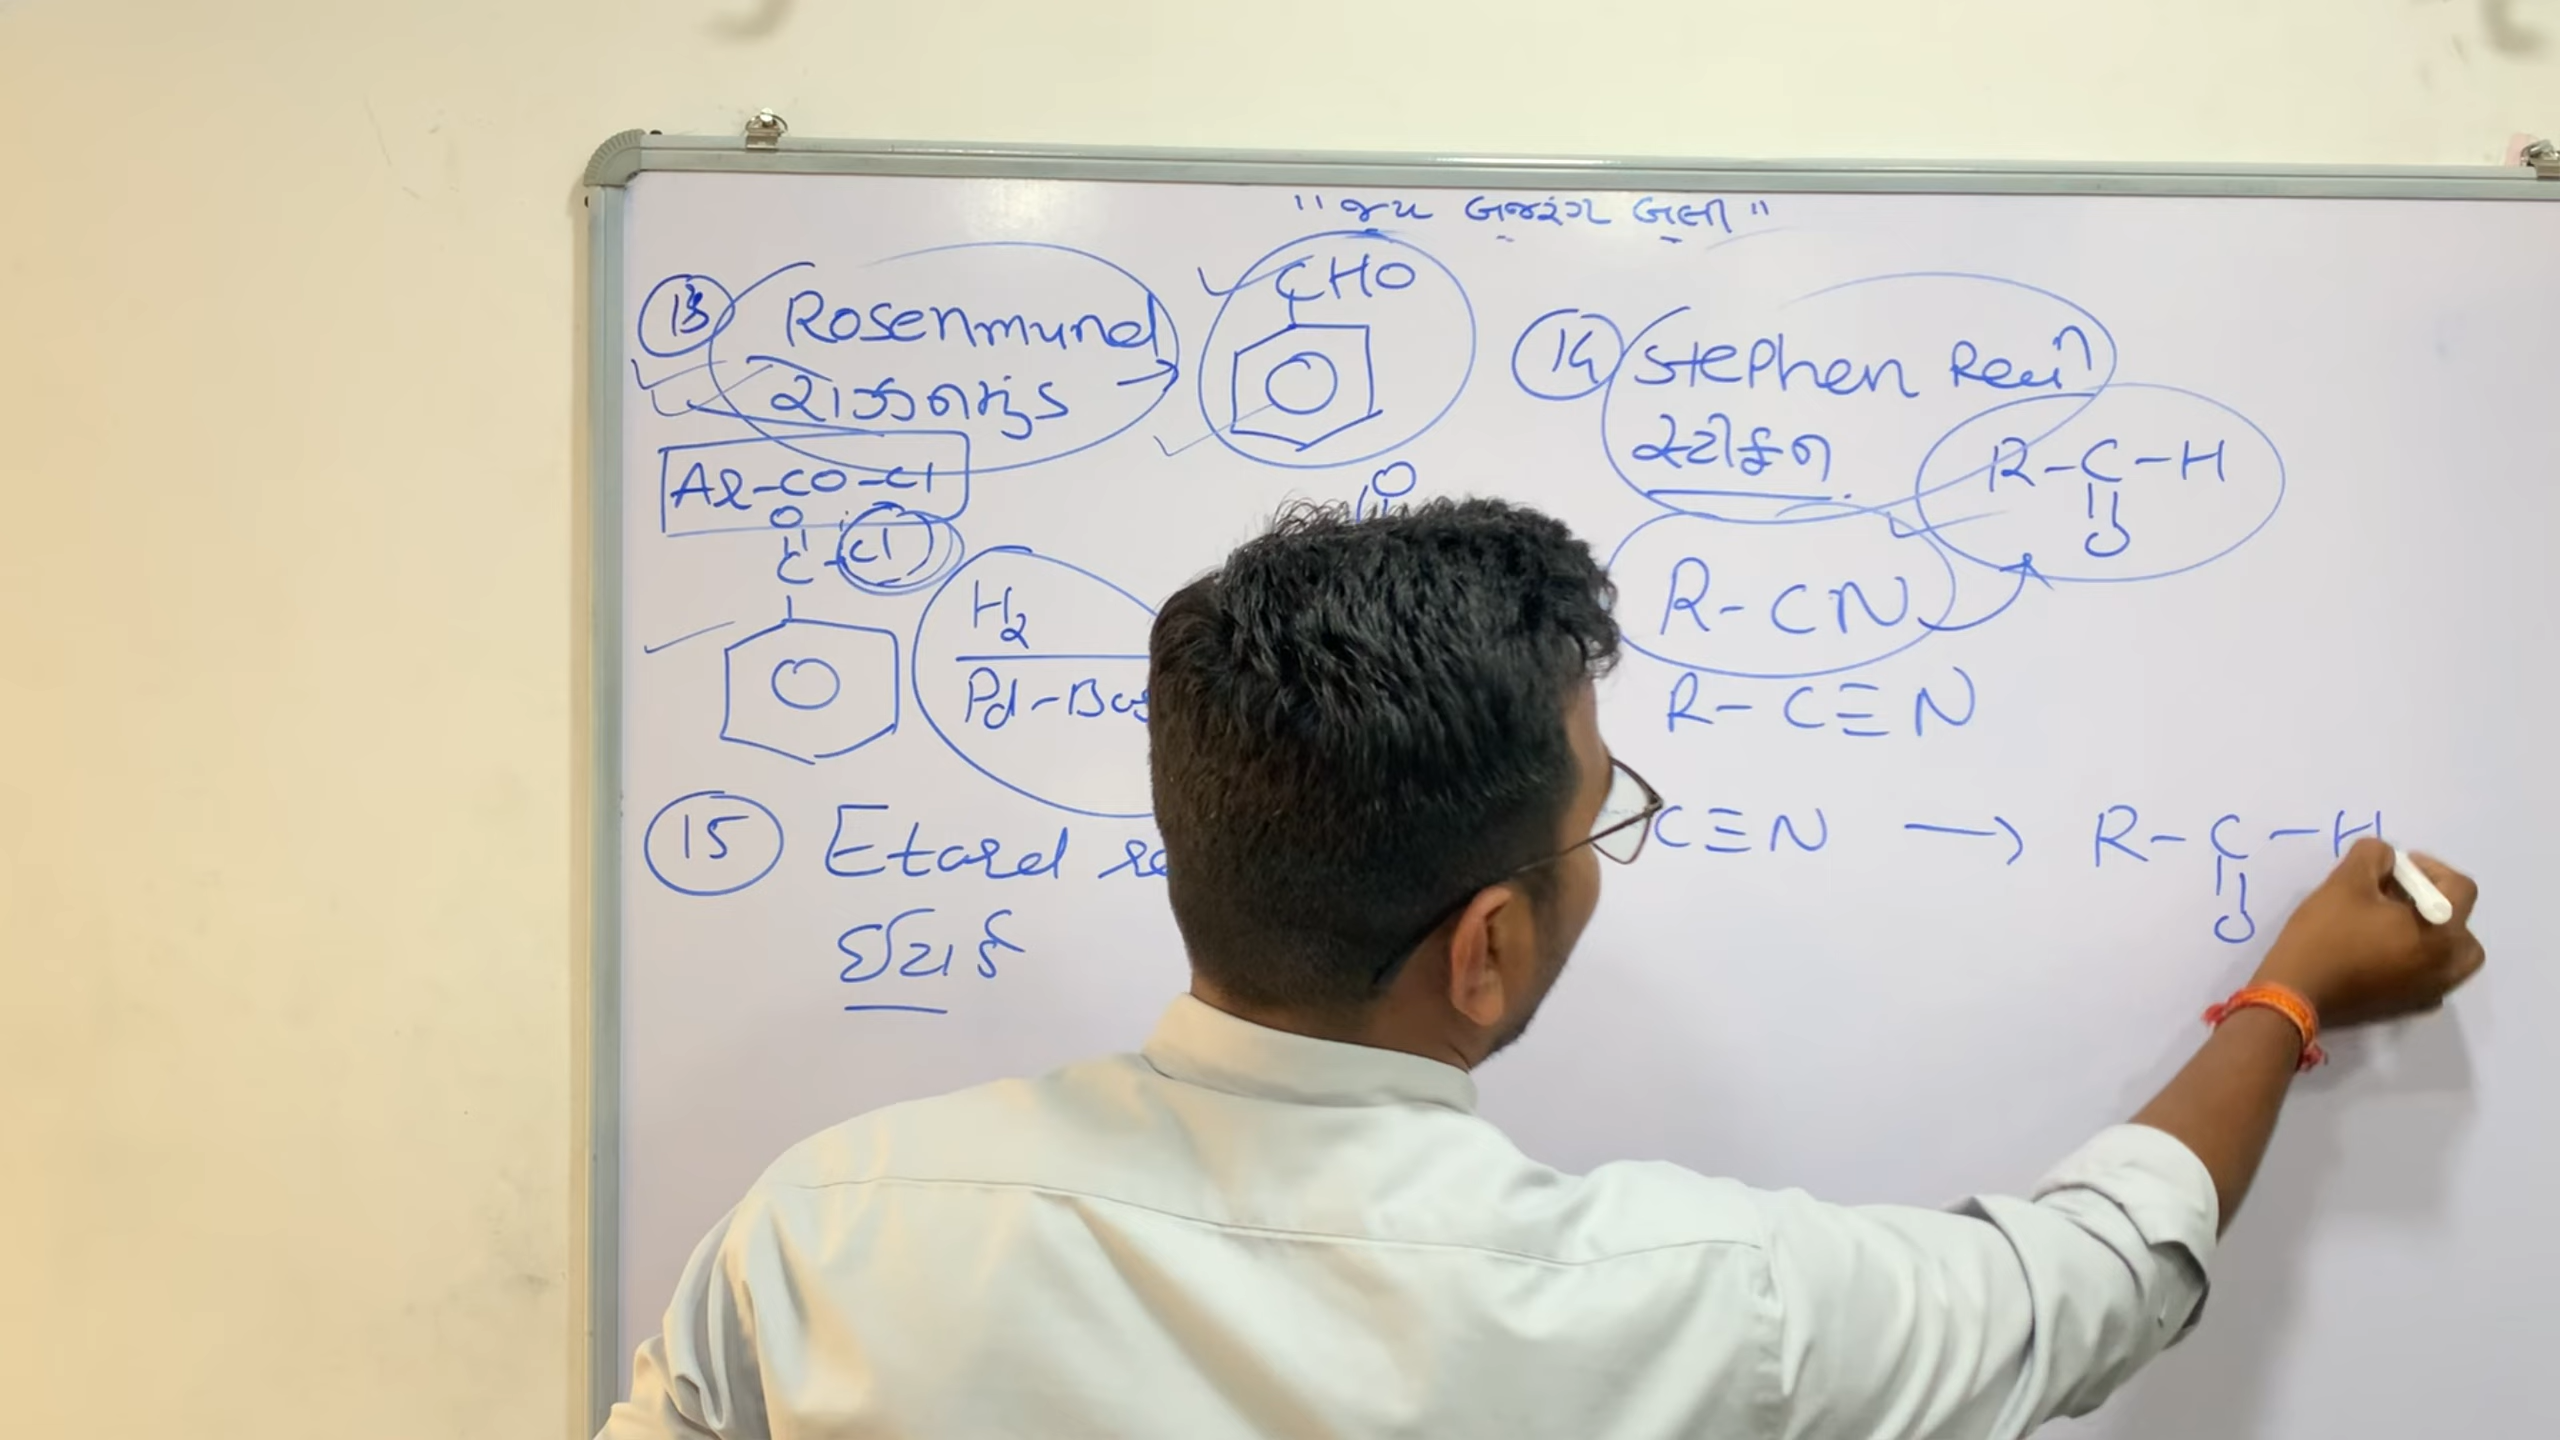 "જય બજરંગ બલી"
13 Rosenmund
રોઝનમુંડ
CHO
Ar-CO-Cl
O
C-Cl
H2
Pd-
O
14 Stephen
સ્ટીફન
R-C-H
O
R-CN
R-C≡N
C≡N → R-C-H
O
15 Etard
ઈટાર્ડ